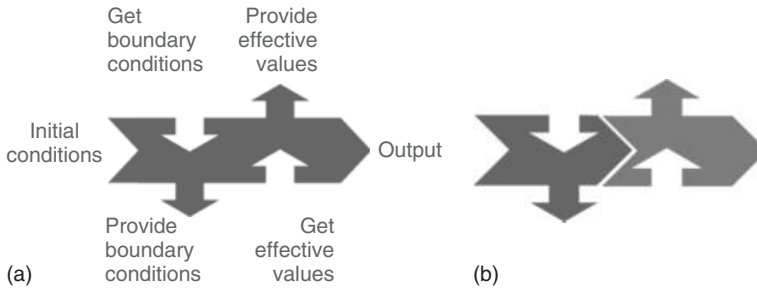 Get
boundary
conditions
Provide
effective
values
Initial
conditions
Output
Provide
boundary
conditions
Get
effective
values
(a)
(b)